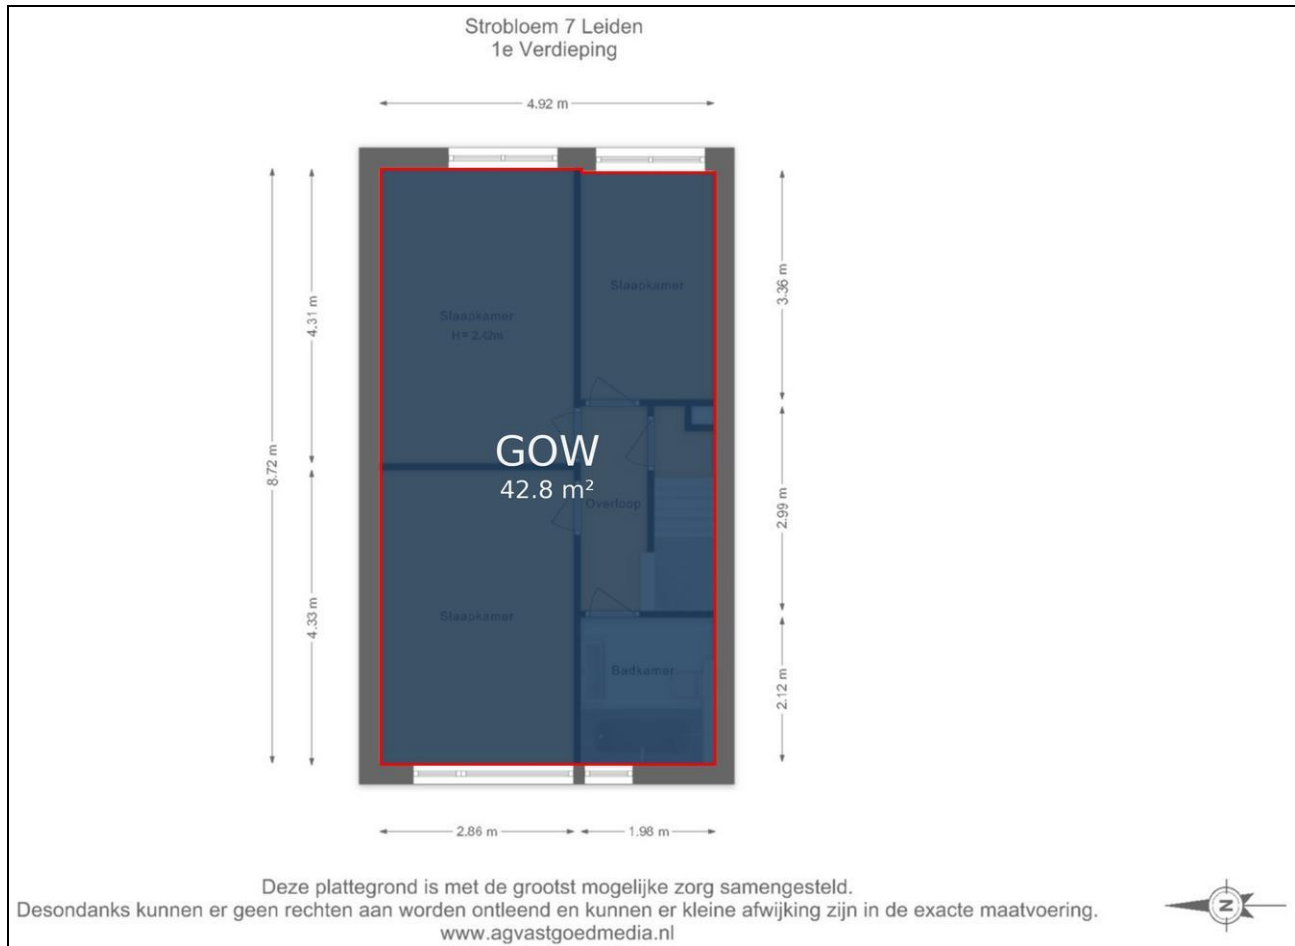 Strobloem 7 Leiden
1e Verdieping
4.92 m
8.72 m
4.31 m
4.33 m
3.36 m
2.99 m
2.12 m
Slaapkamer
H = 2.42m
Slaapkamer
GOW
42.8 m²
Overloop
Slaapkamer
Badkamer
2.86 m
1.98 m
Deze plattegrond is met de grootst mogelijke zorg samengesteld.
Desondanks kunnen er geen rechten aan worden ontleend en kunnen er kleine afwijking zijn in de exacte maatvoering.
www.agvastgoedmedia.nl
N